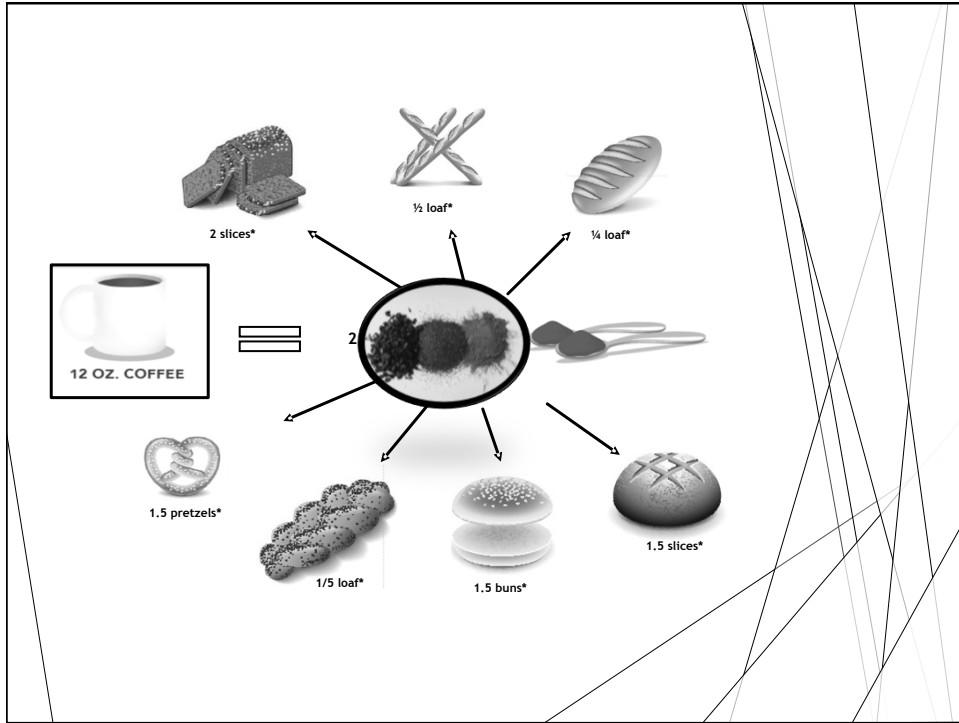 ½ loaf*
2 slices*
¼ loaf*
2
12 OZ. COFFEE
1.5 pretzels*
1/5 loaf*
1.5 buns*
1.5 slices*